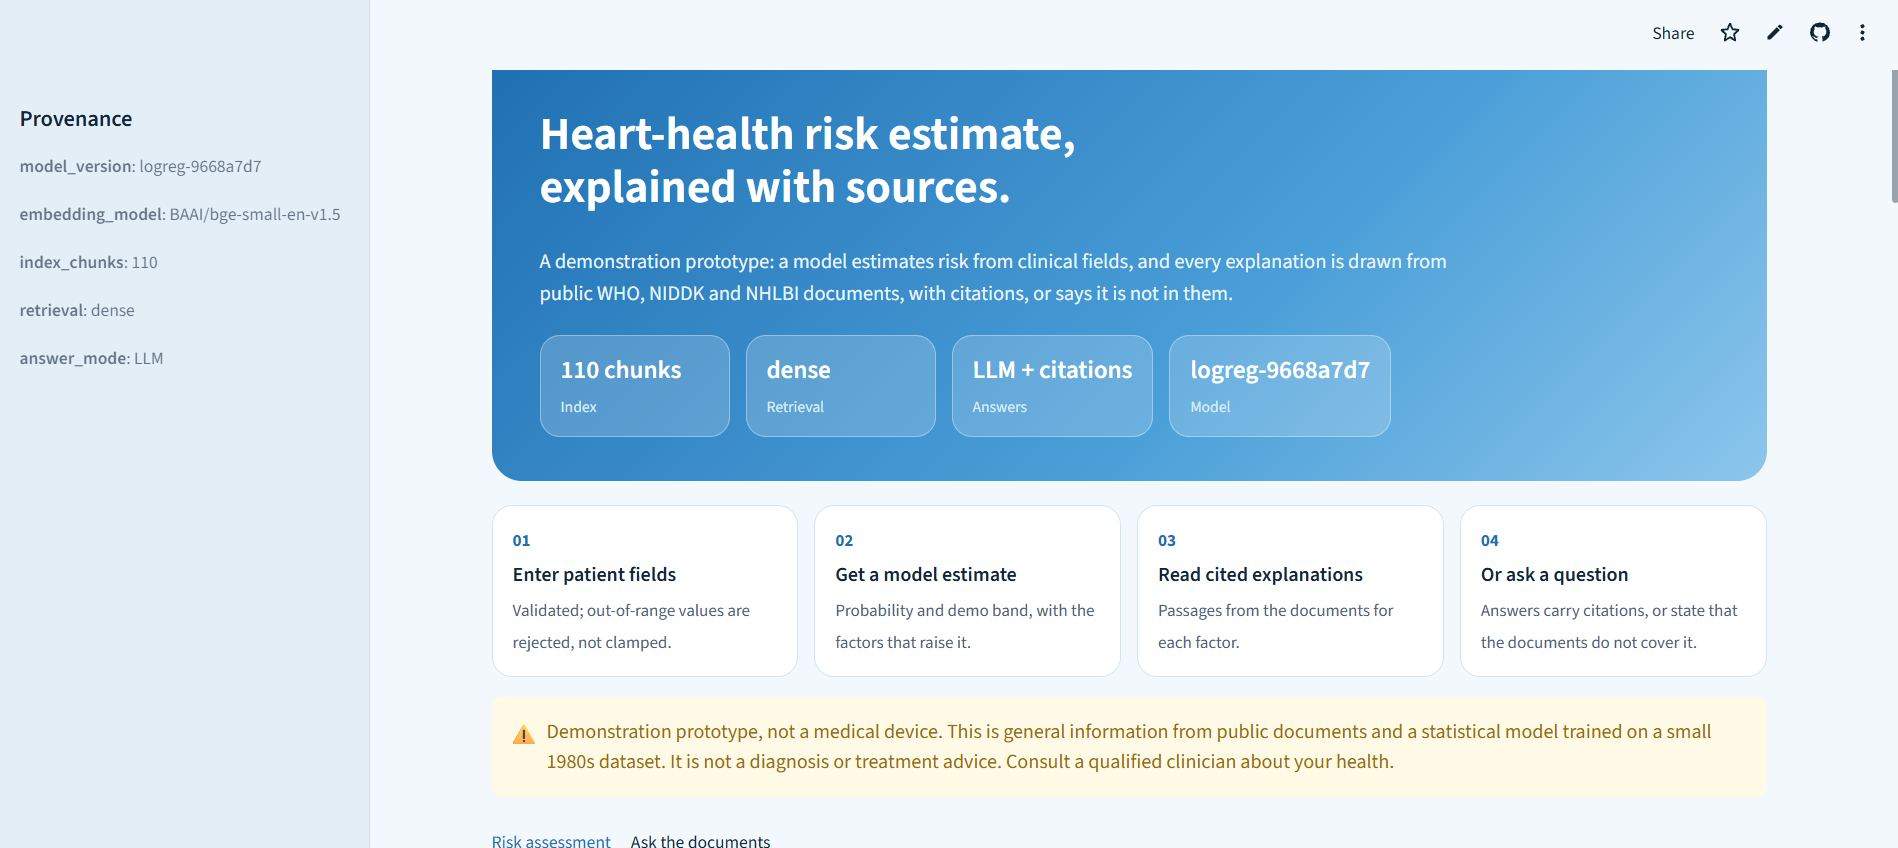 Share
Provenance
model_version: logreg-9668a7d7
embedding_model: BAAI/bge-small-en-v1.5
index_chunks: 110
retrieval: dense
answer_mode: LLM
Heart-health risk estimate,
explained with sources.
A demonstration prototype: a model estimates risk from clinical fields, and every explanation is drawn from
public WHO, NIDDK and NHLBI documents, with citations, or says it is not in them.
110 chunks
Index
dense
Retrieval
LLM + citations
Answers
logreg-9668a7d7
Model
01
Enter patient fields
Validated; out-of-range values are
rejected, not clamped.
02
Get a model estimate
Probability and demo band, with the
factors that raise it.
03
Read cited explanations
Passages from the documents for
each factor.
04
Or ask a question
Answers carry citations, or state that
the documents do not cover it.
Demonstration prototype, not a medical device. This is general information from public documents and a statistical model trained on a small
1980s dataset. It is not a diagnosis or treatment advice. Consult a qualified clinician about your health.
Risk assessment
Ask the documents